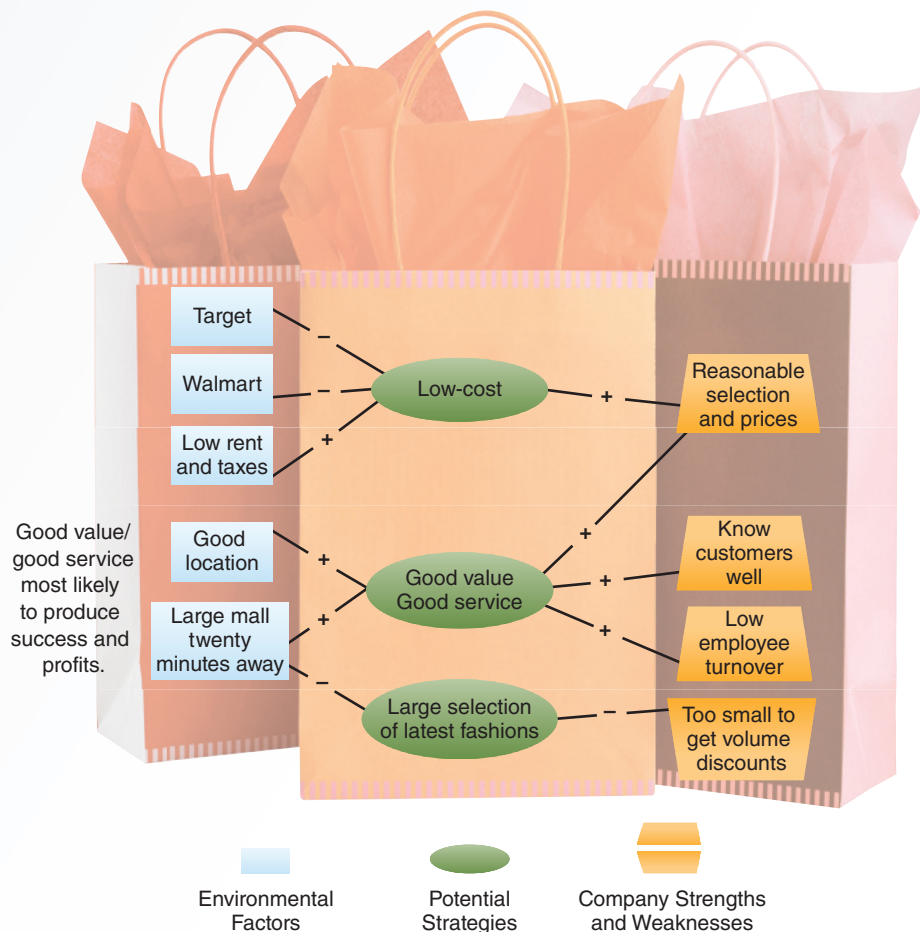 Target
–
Walmart
–
Low-cost
+
Reasonable
selection
and prices
Low rent
and taxes
+
Good value/
good service
most likely
to produce
success and
profits.
Good
location
+
Large mall
twenty
minutes away
+
–
Good value
Good service
+
+
+
Know
customers
well
Low
employee
turnover
Large selection
of latest fashions
–
Too small to
get volume
discounts
Environmental
Factors
Potential
Strategies
Company Strengths
and Weaknesses